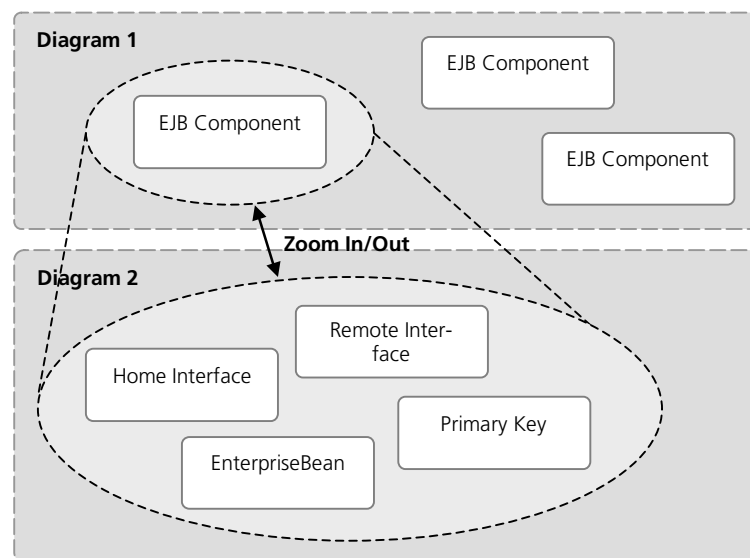 Diagram 1
EJB Component
EJB Component
EJB Component
Zoom In/Out
Diagram 2
Remote Inter-
face
Home Interface
Primary Key
EnterpriseBean